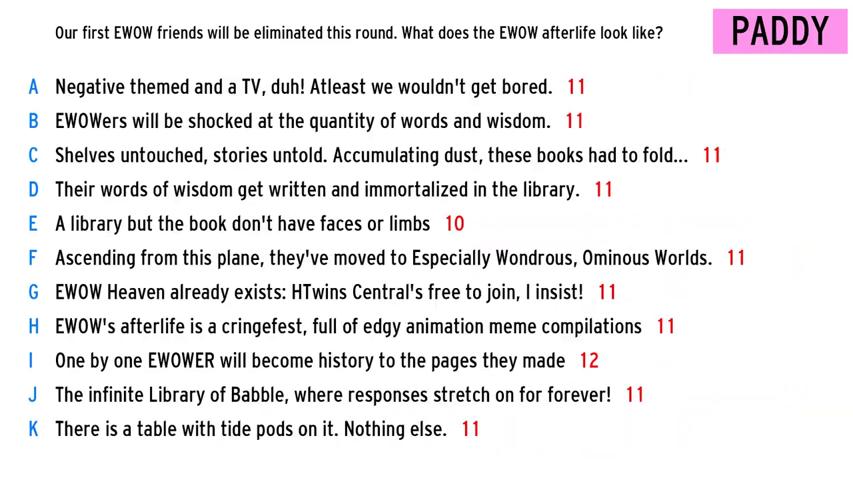 Our first EWOW friends will be eliminated this round. What does the EWOW afterlife look like?
PADDY
A Negative themed and a TV, duh! Atleast we wouldn't get bored. 11
B EWOWers will be shocked at the quantity of words and wisdom. 11
C Shelves untouched, stories untold. Accumulating dust, these books had to fold... 11
D Their words of wisdom get written and immortalized in the library. 11
E A library but the book don't have faces or limbs 10
F Ascending from this plane, they've moved to Especially Wondrous, Ominous Worlds. 11
G EWOW Heaven already exists: HTwins Central's free to join, I insist! 11
H EWOW's afterlife is a cringefest, full of edgy animation meme compilations 11
I One by one EWOWER will become history to the pages they made 12
J The infinite Library of Babble, where responses stretch on for forever! 11
K There is a table with tide pods on it. Nothing else. 11